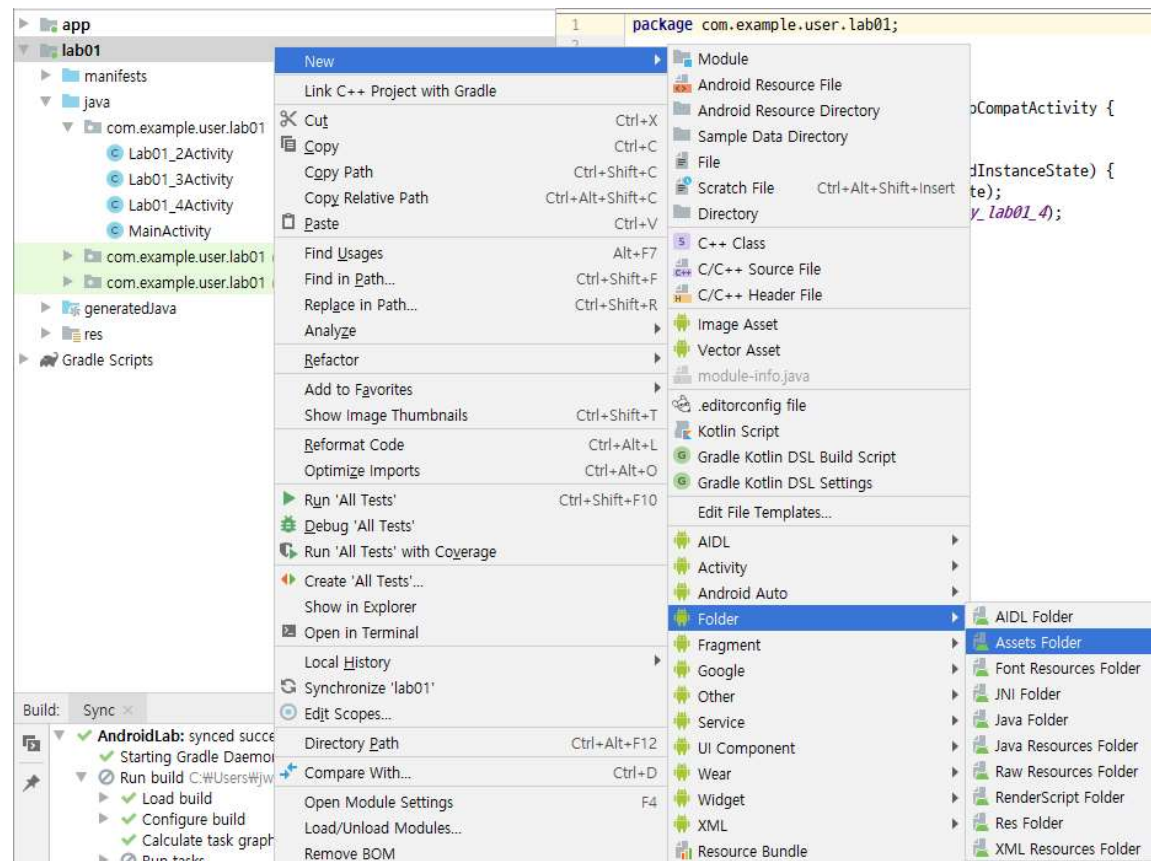 app
lab01
manifests
java
com.example.user.lab01
Lab01_2Activity
Lab01_3Activity
Lab01_4Activity
MainActivity
com.example.user.lab01
com.example.user.lab01
generatedJava
res
Gradle Scripts
1 package com.example.user.lab01;
2
pCompatActivity {
dInstanceState) {
te);
y_lab01_4);
New
Link C++ Project with Gradle
Cut Ctrl+X
Copy Ctrl+C
Copy Path Ctrl+Shift+C
Copy Relative Path Ctrl+Alt+Shift+C
Paste Ctrl+V
Find Usages Alt+F7
Find in Path... Ctrl+Shift+F
Replace in Path... Ctrl+Shift+R
Analyze
Refactor
Add to Favorites
Show Image Thumbnails Ctrl+Shift+T
Reformat Code Ctrl+Alt+L
Optimize Imports Ctrl+Alt+O
Run 'All Tests' Ctrl+Shift+F10
Debug 'All Tests'
Run 'All Tests' with Coverage
Create 'All Tests'...
Show in Explorer
Open in Terminal
Local History
Synchronize 'lab01'
Edit Scopes...
Directory Path Ctrl+Alt+F12
Compare With... Ctrl+D
Open Module Settings F4
Load/Unload Modules...
Remove BOM
Module
Android Resource File
Android Resource Directory
Sample Data Directory
File
Scratch File Ctrl+Alt+Shift+Insert
Directory
C++ Class
C/C++ Source File
C/C++ Header File
Image Asset
Vector Asset
module-info.java
.editorconfig file
Kotlin Script
Gradle Kotlin DSL Build Script
Gradle Kotlin DSL Settings
Edit File Templates...
AIDL
Activity
Android Auto
Folder
Fragment
Google
Other
Service
UI Component
Wear
Widget
XML
Resource Bundle
AIDL Folder
Assets Folder
Font Resources Folder
JNI Folder
Java Folder
Java Resources Folder
Raw Resources Folder
RenderScript Folder
Res Folder
XML Resources Folder
Build: Sync
AndroidLab: synced succe
Starting Gradle Daemo
Run build C:₩Users₩jw
Load build
Configure build
Calculate task graph
Run tasks